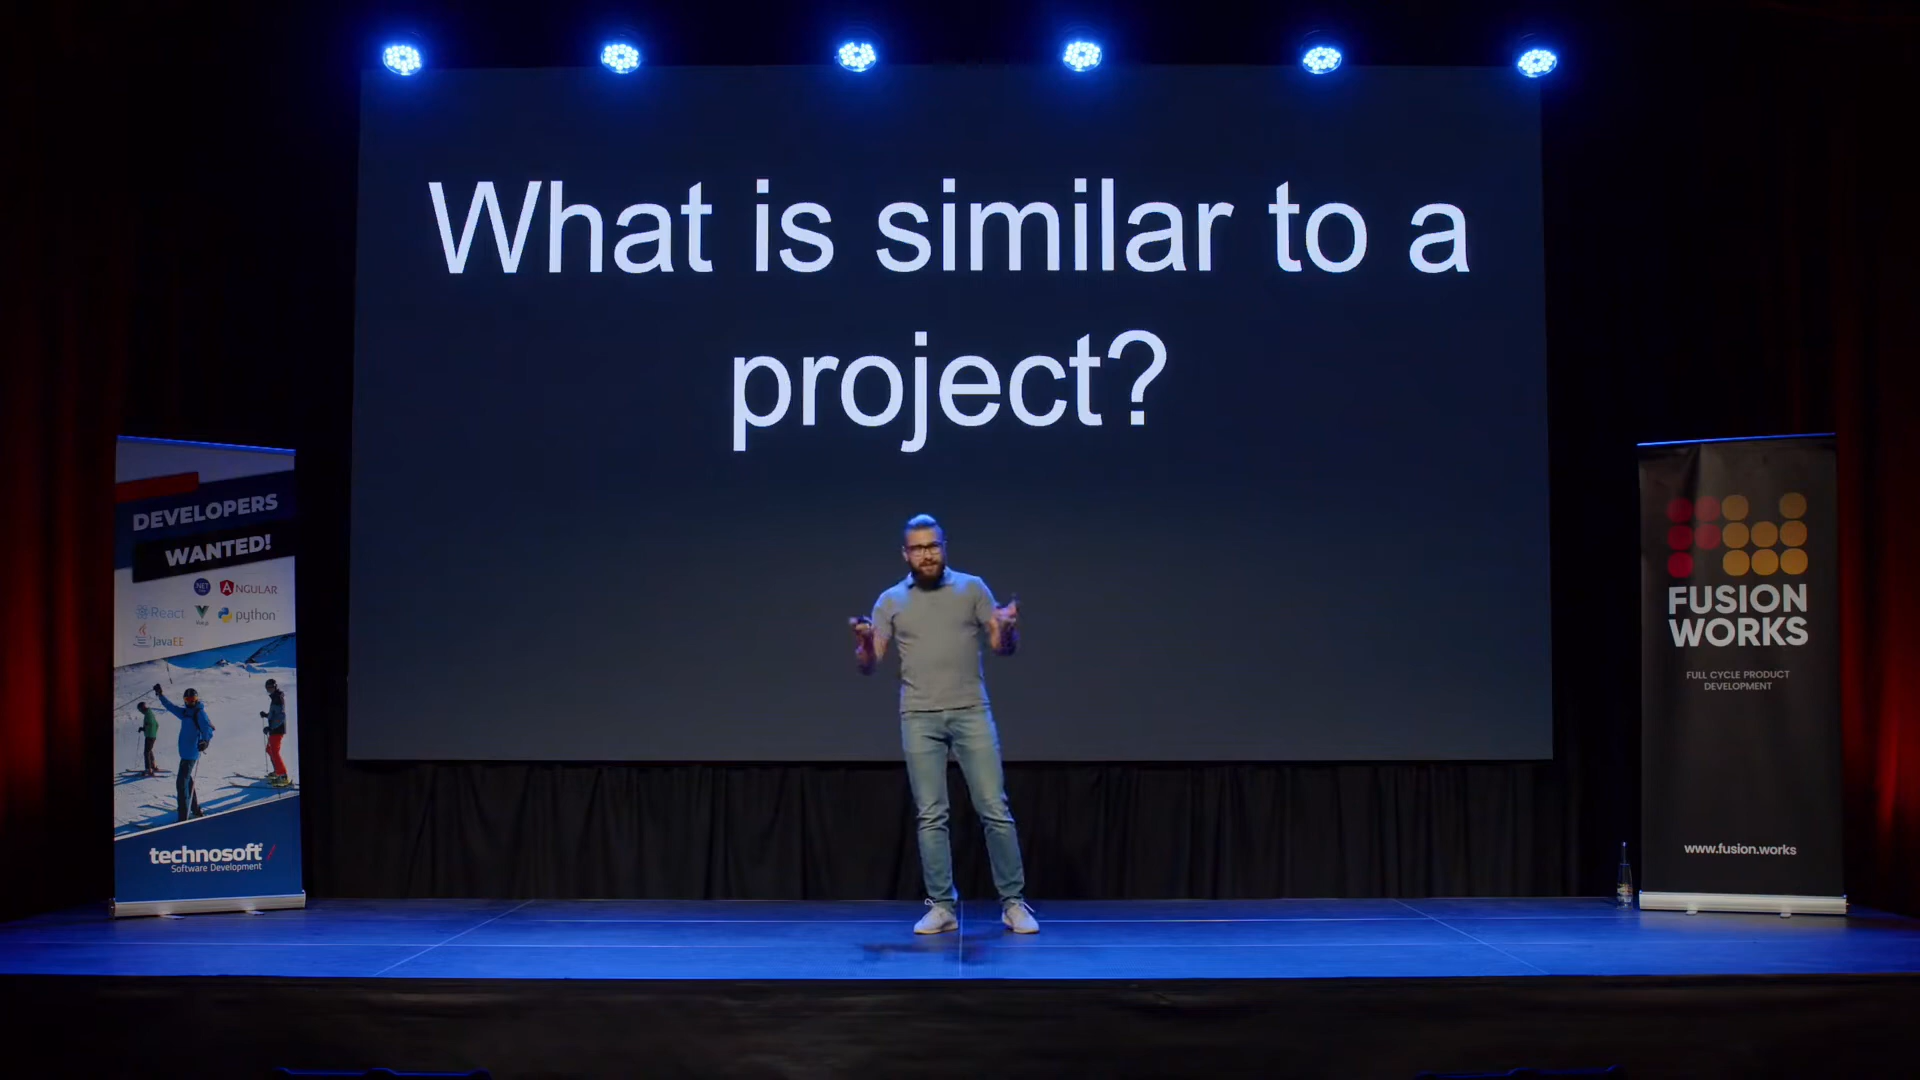 What is similar to a
project?
DEVELOPERS
WANTED!
.NET
ANGULAR
React
python
JavaEE
technosoft
Software Development
FUSION
WORKS
FULL CYCLE PRODUCT
DEVELOPMENT
www.fusion.works